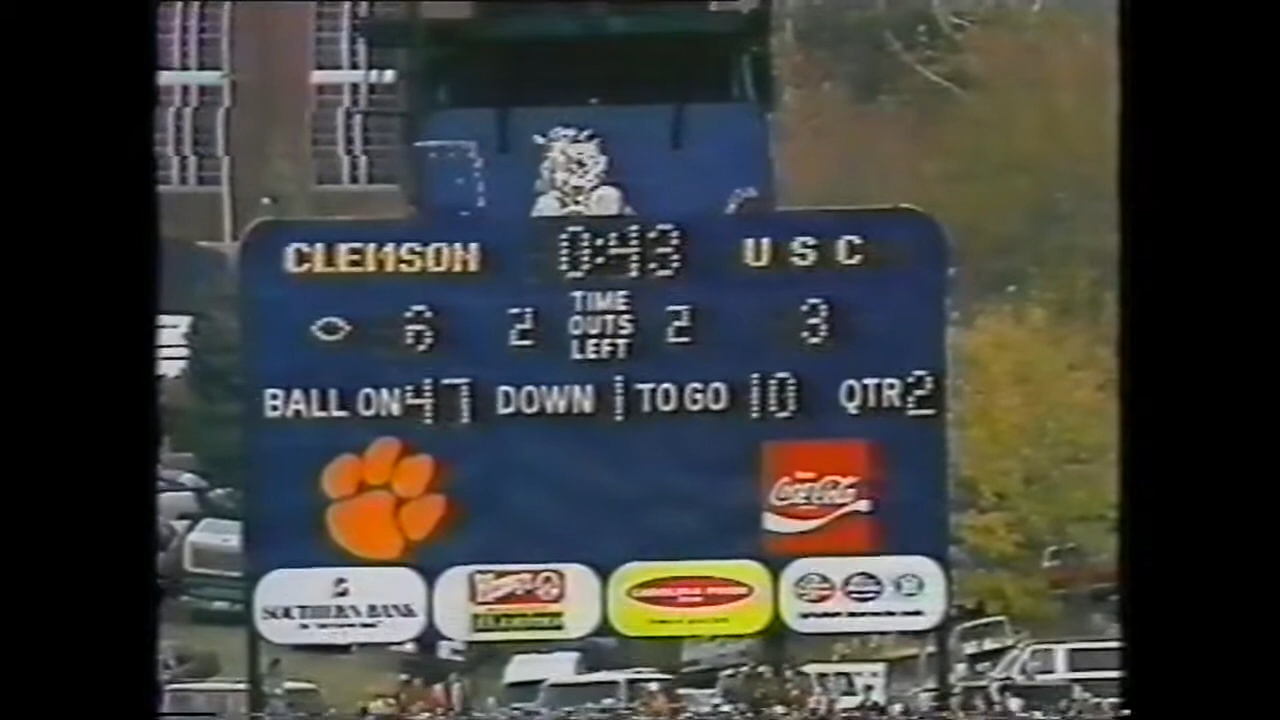 CLEMSON 0:43 U S C
6 2 TIME OUTS LEFT 2 3
BALL ON 47 DOWN 1 TO GO 10 QTR 2
Coca-Cola
SOUTHERN BANK